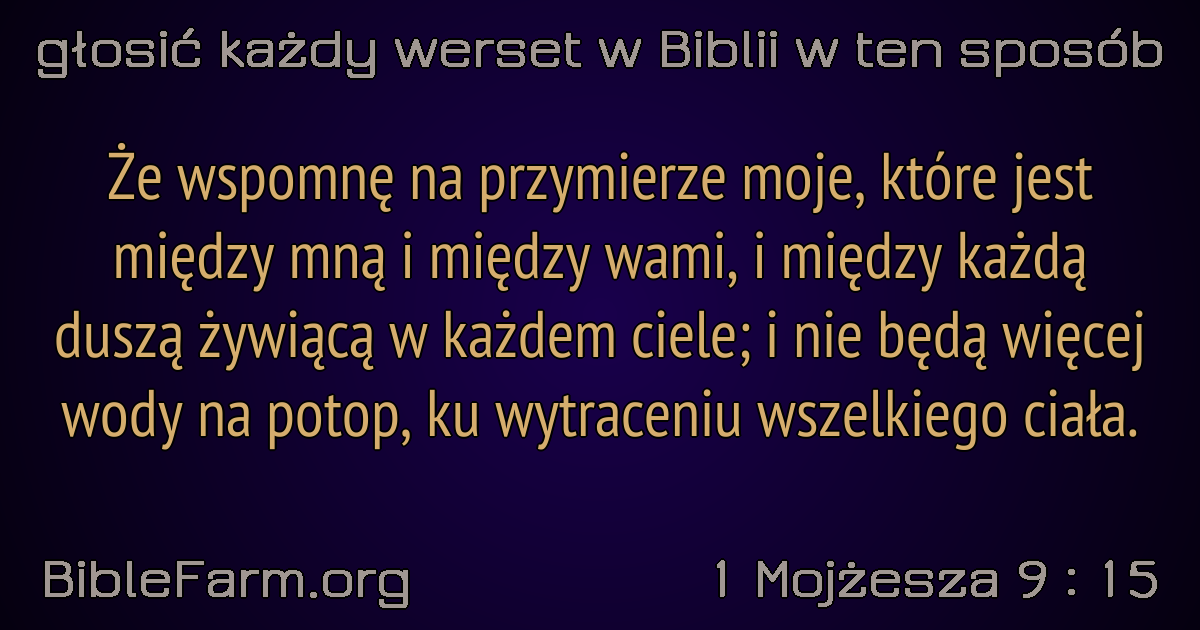 głosić każdy werset w Biblii w ten sposób
Że wspomnę na przymierze moje, które jest
między mną i między wami, i między każdą
duszą żywiącą w każdem ciele; i nie będą więcej
wody na potop, ku wytraceniu wszelkiego ciała.
BibleFarm.org
1 Mojżesza 9 : 15